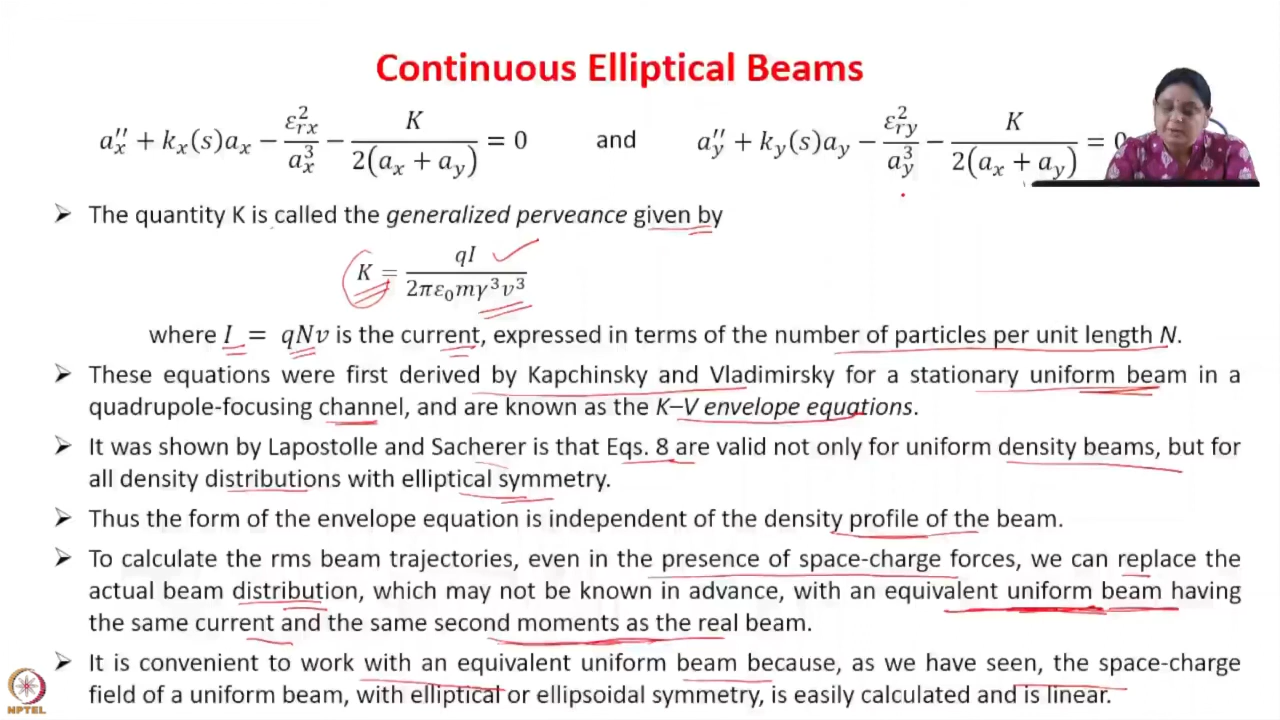 Continuous Elliptical Beams
a″ₓ + kₓ(s)aₓ − ε²ᵣₓ/a³ₓ − K/2(aₓ + a_y) = 0 and a″_y + k_y(s)a_y − ε²_ry/a³_y − K/2(aₓ + a_y) = 0
➢ The quantity K is called the generalized perveance given by
K = qI/2πε₀mγ³v³
where I = qNv is the current, expressed in terms of the number of particles per unit length N.
➢ These equations were first derived by Kapchinsky and Vladimirsky for a stationary uniform beam in a
quadrupole-focusing channel, and are known as the K–V envelope equations.
➢ It was shown by Lapostolle and Sacherer is that Eqs. 8 are valid not only for uniform density beams, but for
all density distributions with elliptical symmetry.
➢ Thus the form of the envelope equation is independent of the density profile of the beam.
➢ To calculate the rms beam trajectories, even in the presence of space-charge forces, we can replace the
actual beam distribution, which may not be known in advance, with an equivalent uniform beam having
the same current and the same second moments as the real beam.
➢ It is convenient to work with an equivalent uniform beam because, as we have seen, the space-charge
field of a uniform beam, with elliptical or ellipsoidal symmetry, is easily calculated and is linear.
NPTEL